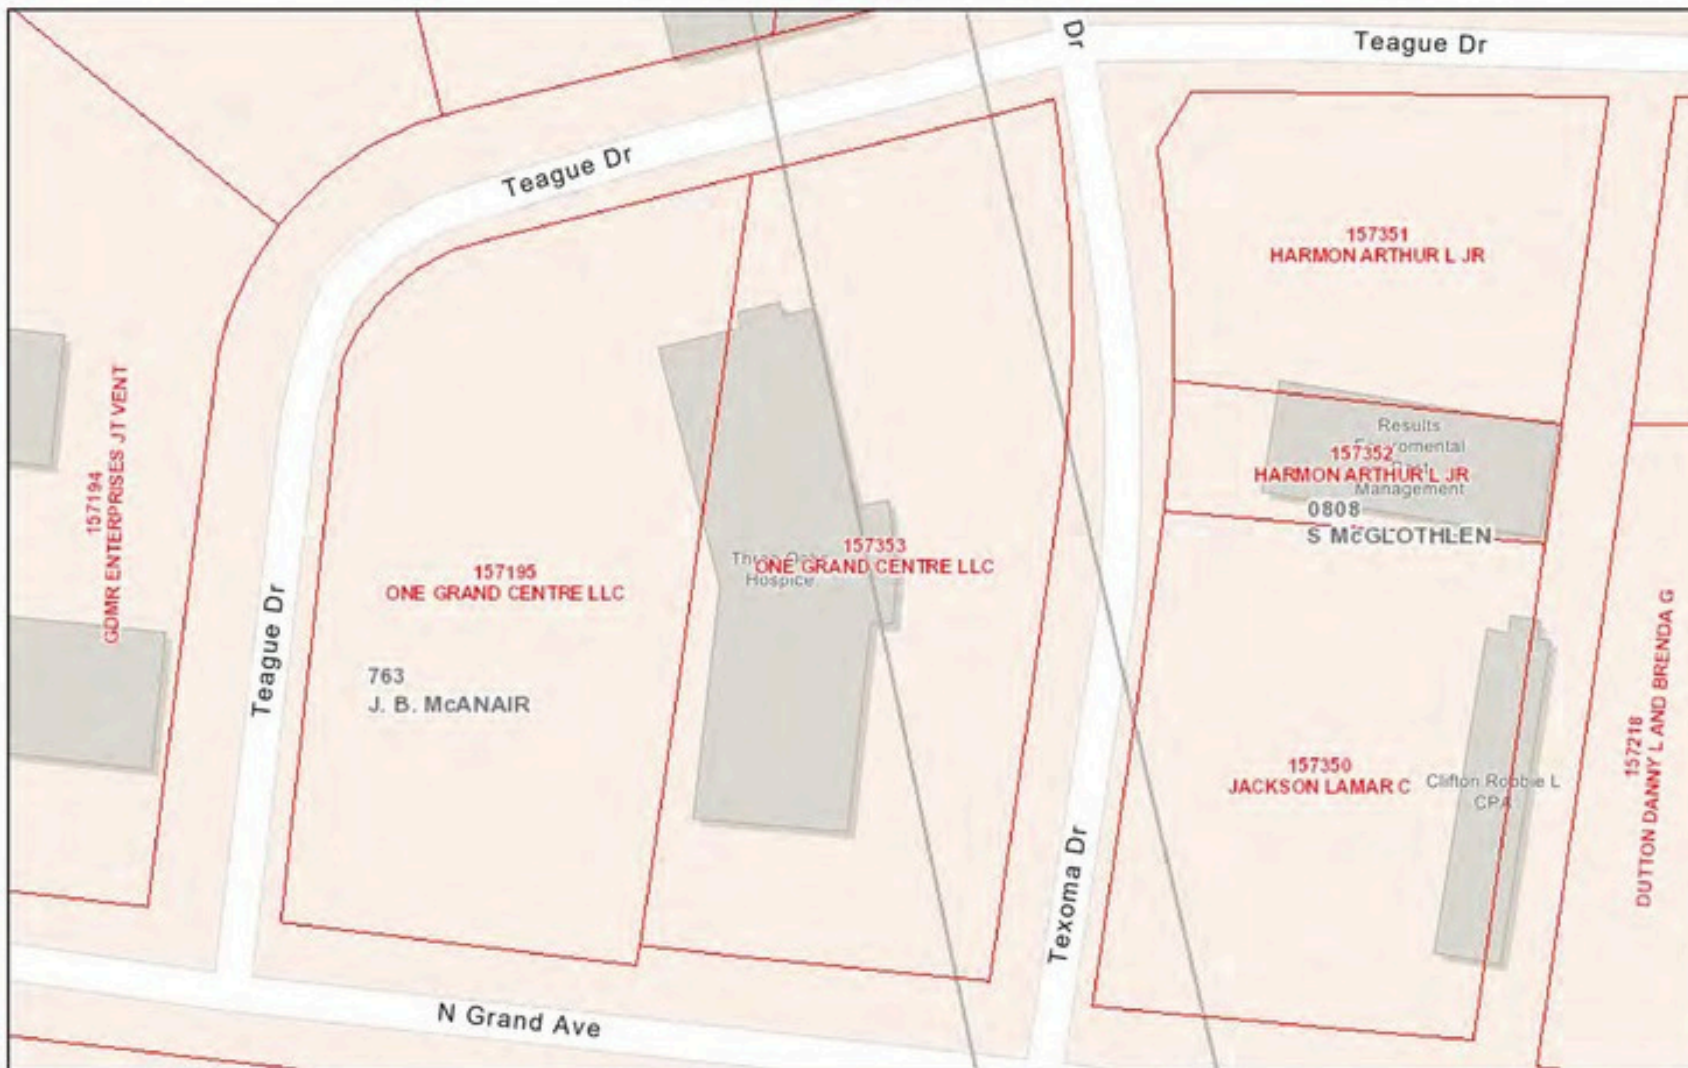 Dr
Teague Dr
Teague Dr
157351
HARMON ARTHUR L JR
157194
GDMR ENTERPRISES JT VENT
Results
157352
HARMON ARTHUR L JR
Management
0808
S McGLOTHLEN
157195
ONE GRAND CENTRE LLC
157353
ONE GRAND CENTRE LLC
Hospice
Teague Dr
763
J. B. McANAIR
157350
JACKSON LAMAR C
Clifton Robbie L
CPA
157218
DUTTON DANNY L AND BRENDA G
Texoma Dr
N Grand Ave